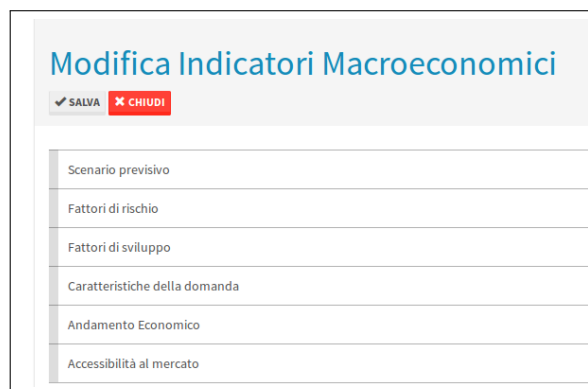 Modifica Indicatori Macroeconomici
SALVA CHIUDI
Scenario previsivo
Fattori di rischio
Fattori di sviluppo
Caratteristiche della domanda
Andamento Economico
Accessibilità al mercato